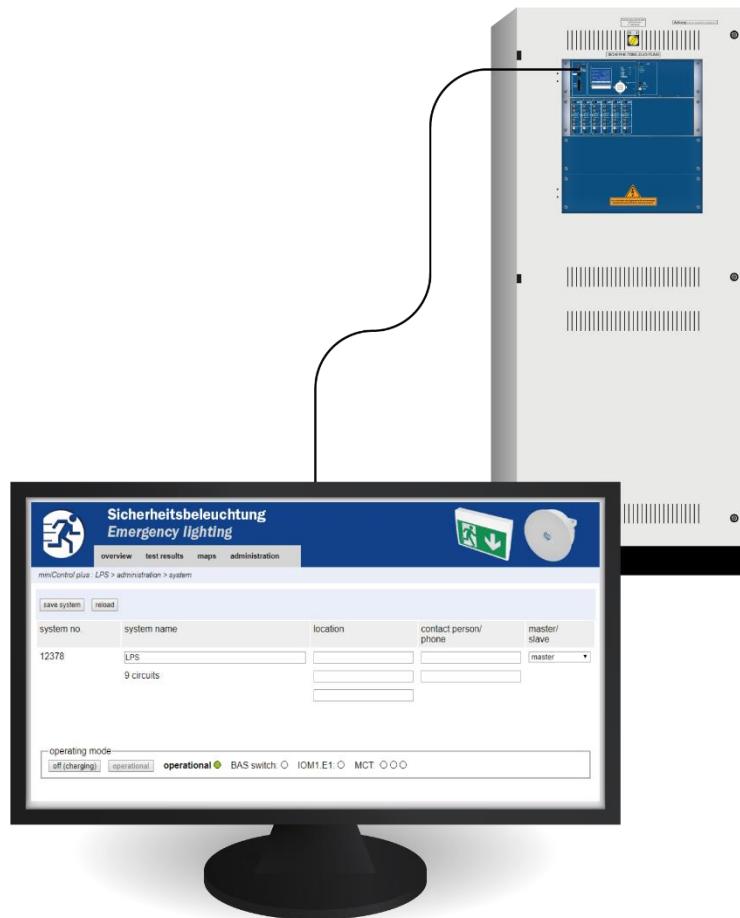 Sicherheitsbeleuchtung
Emergency lighting
overview test results maps administration
mmiControl plus : LPS > administration > system
save system reload
system no. system name location contact person/ phone master/ slave
12378 LPS master
9 circuits
operating mode
off (charging) operational operational BAS switch: IOM1.E1: MCT: